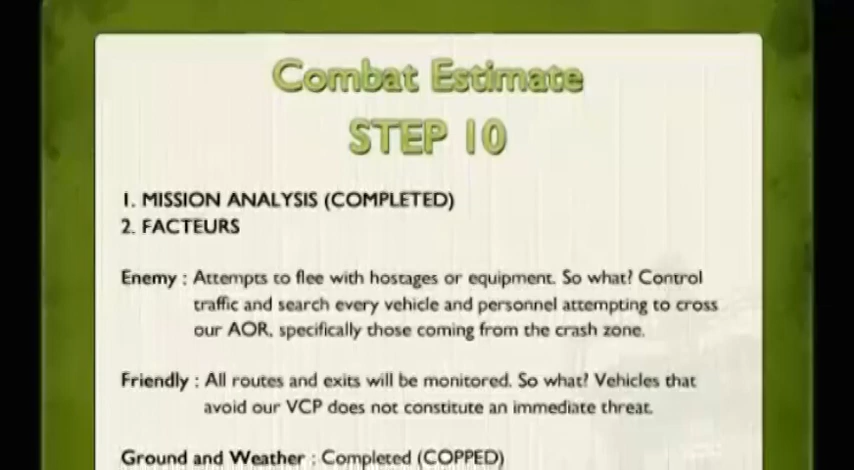 Combat Estimate
STEP 10
1. MISSION ANALYSIS (COMPLETED)
2. FACTEURS
Enemy : Attempts to flee with hostages or equipment. So what? Control
traffic and search every vehicle and personnel attempting to cross
our AOR, specifically those coming from the crash zone.
Friendly : All routes and exits will be monitored. So what? Vehicles that
avoid our VCP does not constitute an immediate threat.
Ground and Weather : Completed (COPPED)